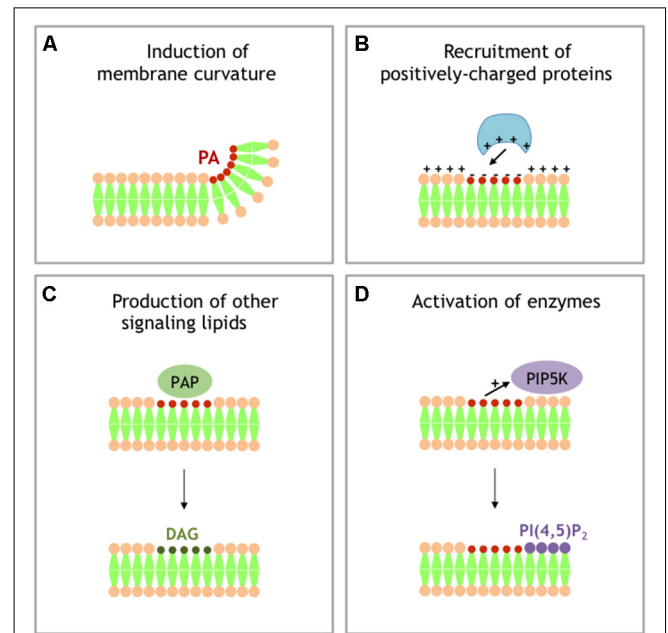 A
Induction of
membrane curvature
PA
B
Recruitment of
positively-charged proteins
+ + + +
+ + + +
- - - - -
+ + + +
C
Production of other
signaling lipids
PAP
DAG
D
Activation of enzymes
+
PIP5K
PI(4,5)P₂